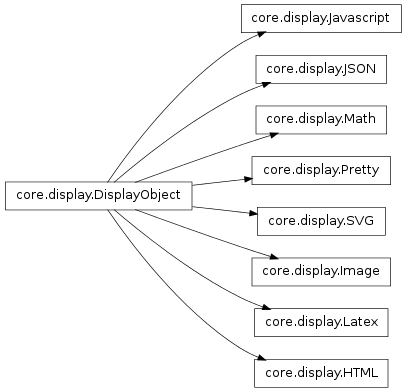 core.display.Javascript
core.display.JSON
core.display.Math
core.display.Pretty
core.display.DisplayObject
core.display.SVG
core.display.Image
core.display.Latex
core.display.HTML